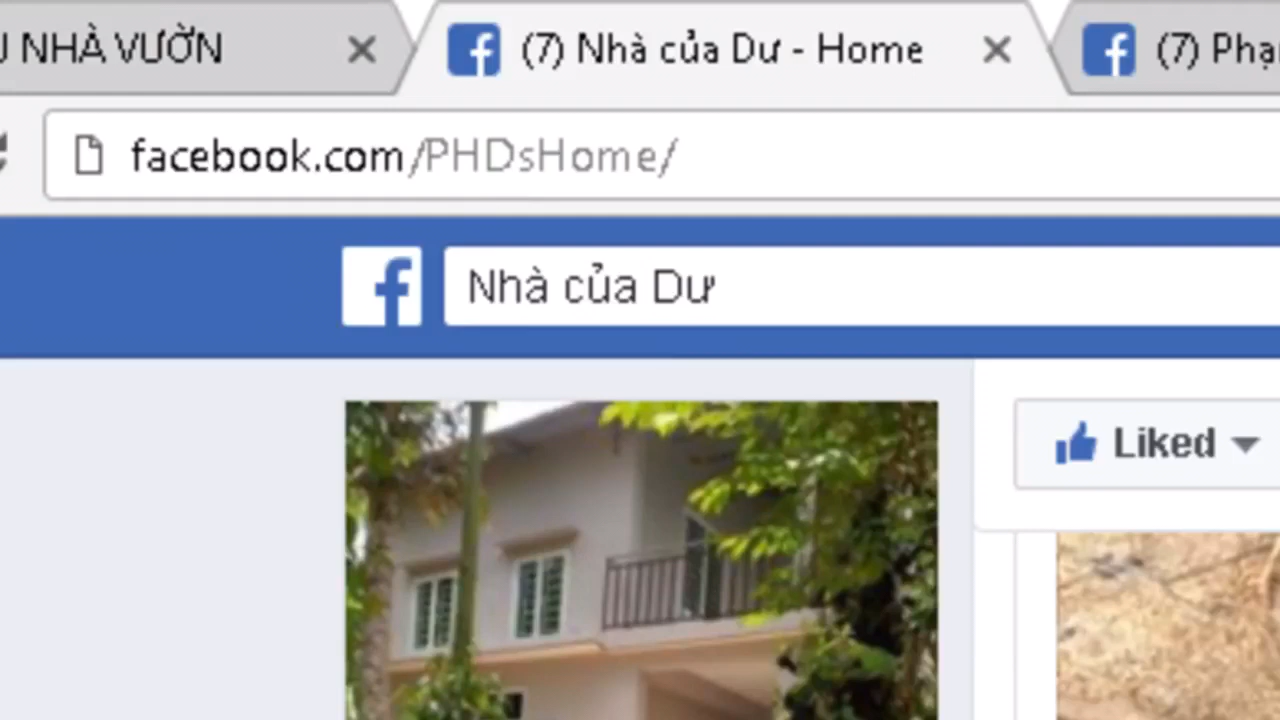 NHÀ VƯỜN
(7) Nhà của Dư - Home
(7)
facebook.com/PHDsHome/
Nhà của Dư
Liked